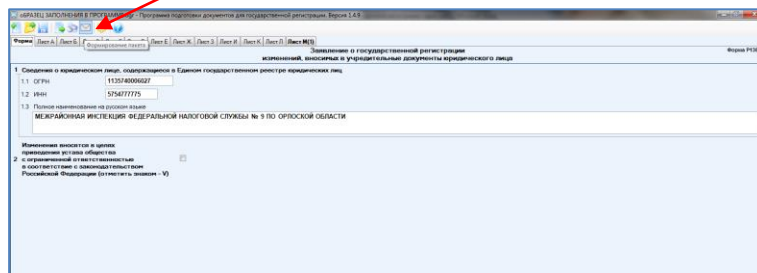 оБРАЗЕЦ ЗАПОЛНЕНИЯ В ПРОГРАММЕ - Программа подготовки документов для государственной регистрации. Версия 1.4.9
Форма Лист А Лист Б Лист Е Лист Ж Лист З Лист И Лист К Лист Л Лист М(1)
Формирование пакета
Заявление о государственной регистрации
изменений, вносимых в учредительные документы юридического лица
Форма Р13
1 Сведения о юридическом лице, содержащиеся в Едином государственном реестре юридических лиц
1.1 ОГРН 1135740006027
1.2 ИНН 5754777775
1.3 Полное наименование на русском языке
МЕЖРАЙОННАЯ ИНСПЕКЦИЯ ФЕДЕРАЛЬНОЙ НАЛОГОВОЙ СЛУЖБЫ № 9 ПО ОРЛОСКОЙ ОБЛАСТИ
Изменения вносятся в целях
приведения устава общества
2 с ограниченной ответственностью
в соответствие с законодательством
Российской Федерации (отметить знаком - V)